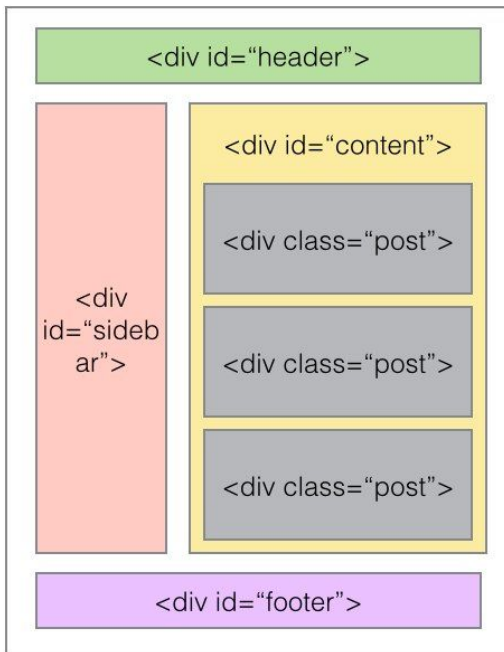 <div id=“header”>
<div
id=“sideb
ar”>
<div id=“content”>
<div class=“post”>
<div class=“post”>
<div class=“post”>
<div id=“footer”>